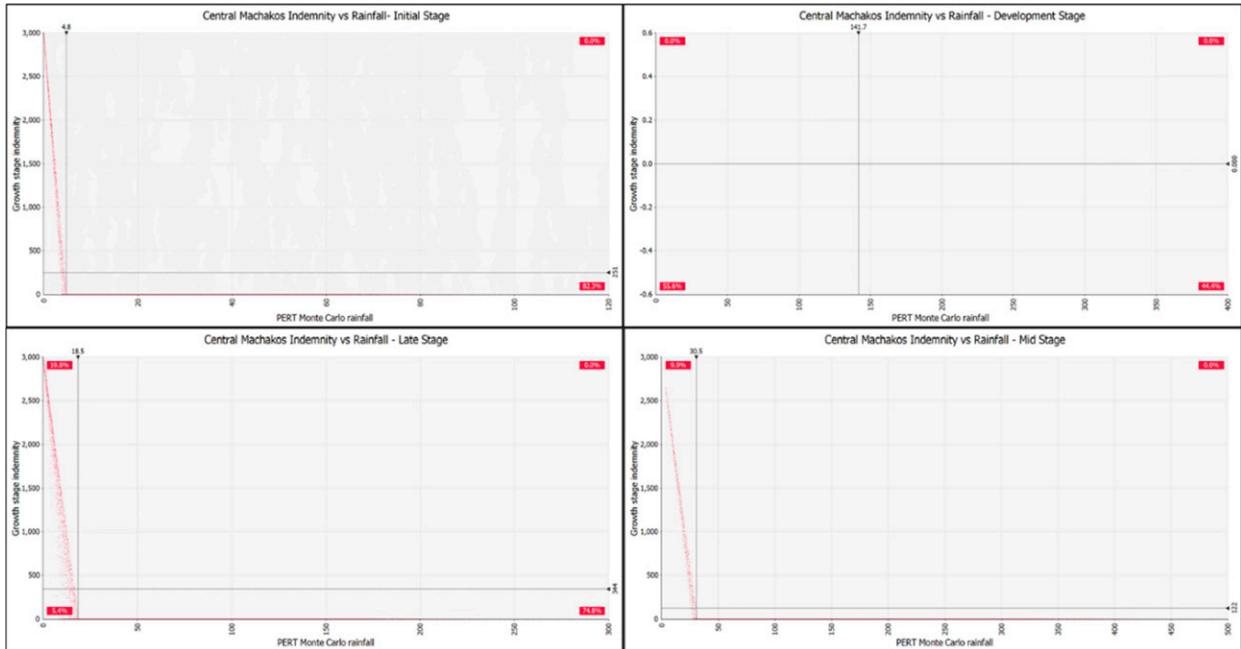 Central Machakos Indemnity vs Rainfall- Initial Stage
4.8
3,000
0.0%
2,500
2,000
Growth stage indemnity
1,500
1,000
500
251
82.3%
0
0 20 40 60 80 100 120
PERT Monte Carlo rainfall
Central Machakos Indemnity vs Rainfall - Development Stage
141.7
0.6
0.0% 0.0%
0.4
0.2
Growth stage indemnity
0.0
0.000
-0.2
-0.4
55.6% 44.4%
-0.6
0 50 100 150 200 250 300 350 400
PERT Monte Carlo rainfall
Central Machakos Indemnity vs Rainfall - Late Stage
18.5
3,000
19.8% 0.0%
2,500
2,000
Growth stage indemnity
1,500
1,000
500
344
5.4% 74.8%
0
0 50 100 150 200 250 300
PERT Monte Carlo rainfall
Central Machakos Indemnity vs Rainfall - Mid Stage
30.5
3,000
9.9% 0.0%
2,500
2,000
Growth stage indemnity
1,500
1,000
500
122
0
0 50 100 150 200 250 300 350 400 450 500
PERT Monte Carlo rainfall